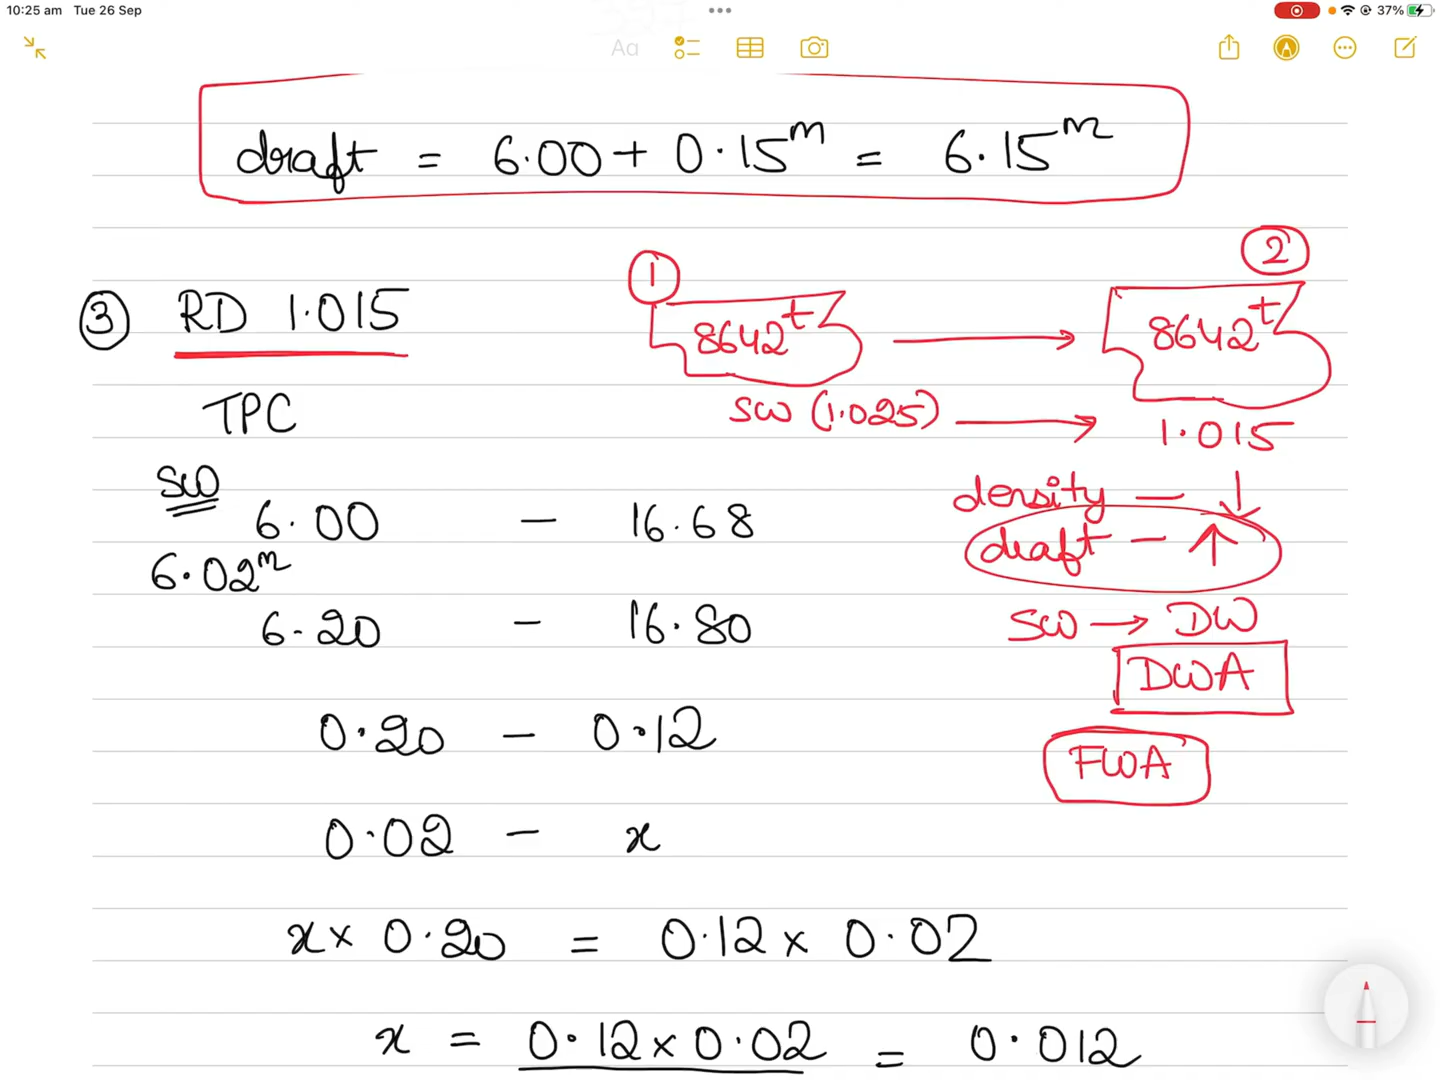 10:25 am Tue 26 Sep
37%
Aa
draft = 6.00 + 0.15m = 6.15m
③ RD 1.015
TPC
SW
6.00 – 16.68
6.02m
6.20 – 16.80
0.20 – 0.12
0.02 – x
x × 0.20 = 0.12 × 0.02
x = 0.12 × 0.02 = 0.012
① ②
8642t → 8642t
SW (1.025) → 1.015
density – ↓
draft – ↑
SW → DW
DWA
FWA